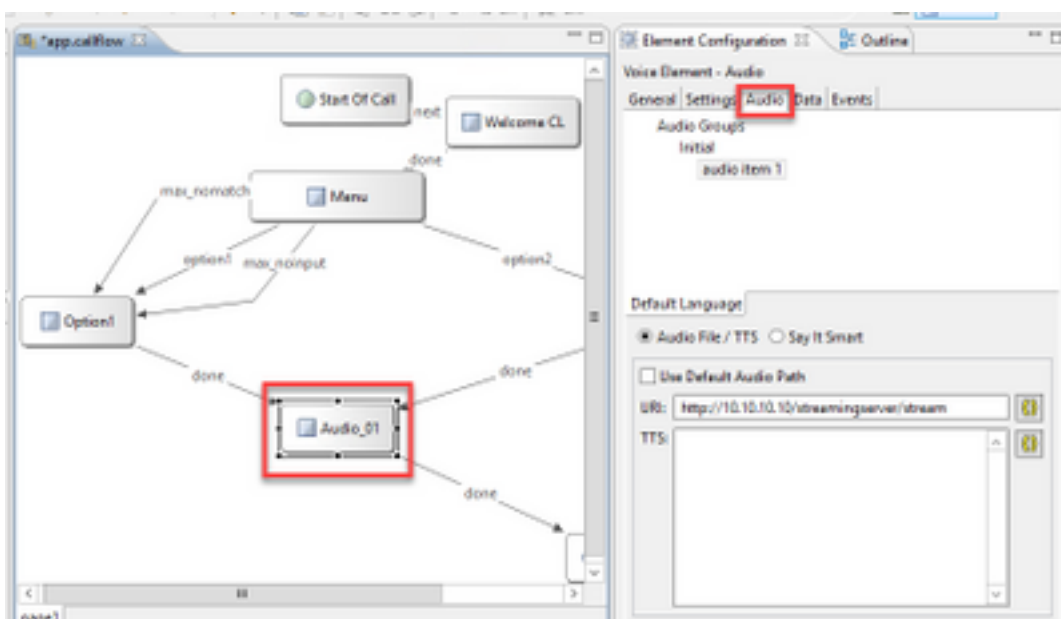 *app.callflow
Start Of Call
next
Welcome CL
done
Menu
max_nomatch
option1
max_noinput
option2
Option1
done
done
Audio_01
done
page1
Element Configuration
Outline
Voice Element - Audio
General Settings Audio Data Events
Audio Groups
Initial
audio item 1
Default Language
Audio File / TTS Say It Smart
Use Default Audio Path
URI: http://10.10.10.10/streamingserver/stream
TTS: